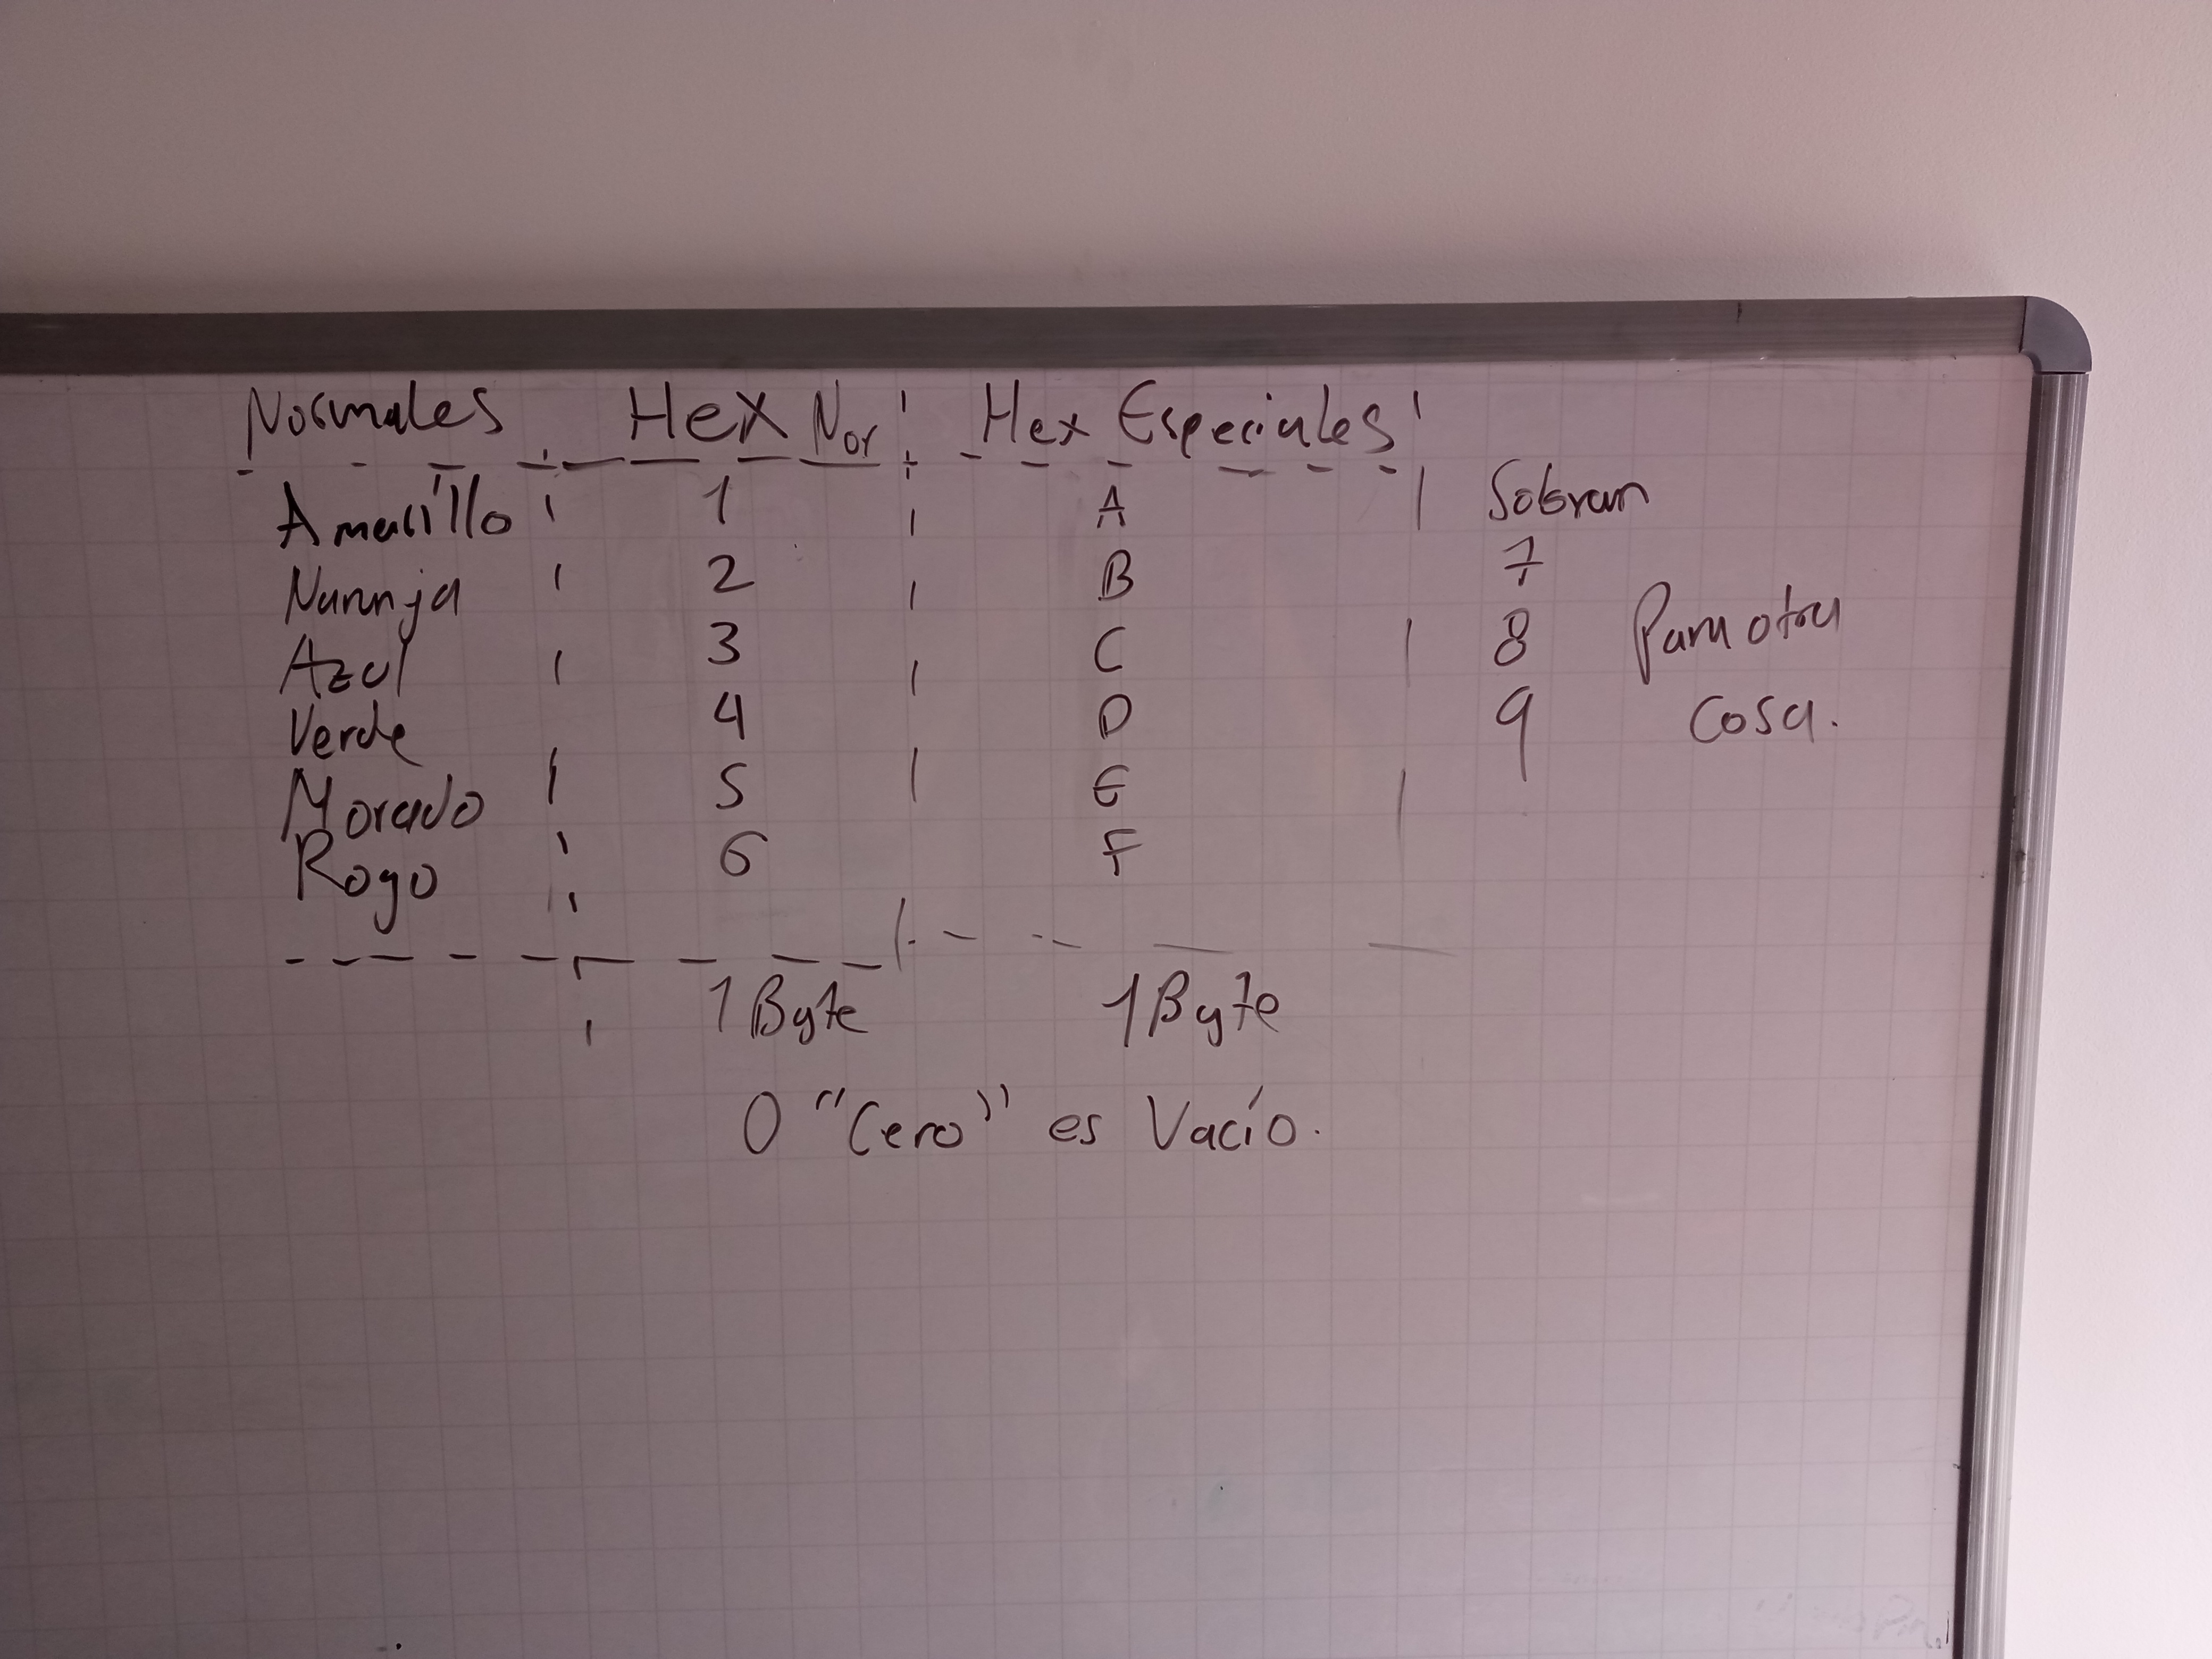 Normales Hex Nor Hex Especiales
Amarillo 1 A Sobran
Naranja 2 B 7
Azul 3 C 8 Para otra
Verde 4 D 9 Cosa.
Morado 5 E
Rogo 6 F
1 Byte 1 Byte
0 "Cero" es Vacío.